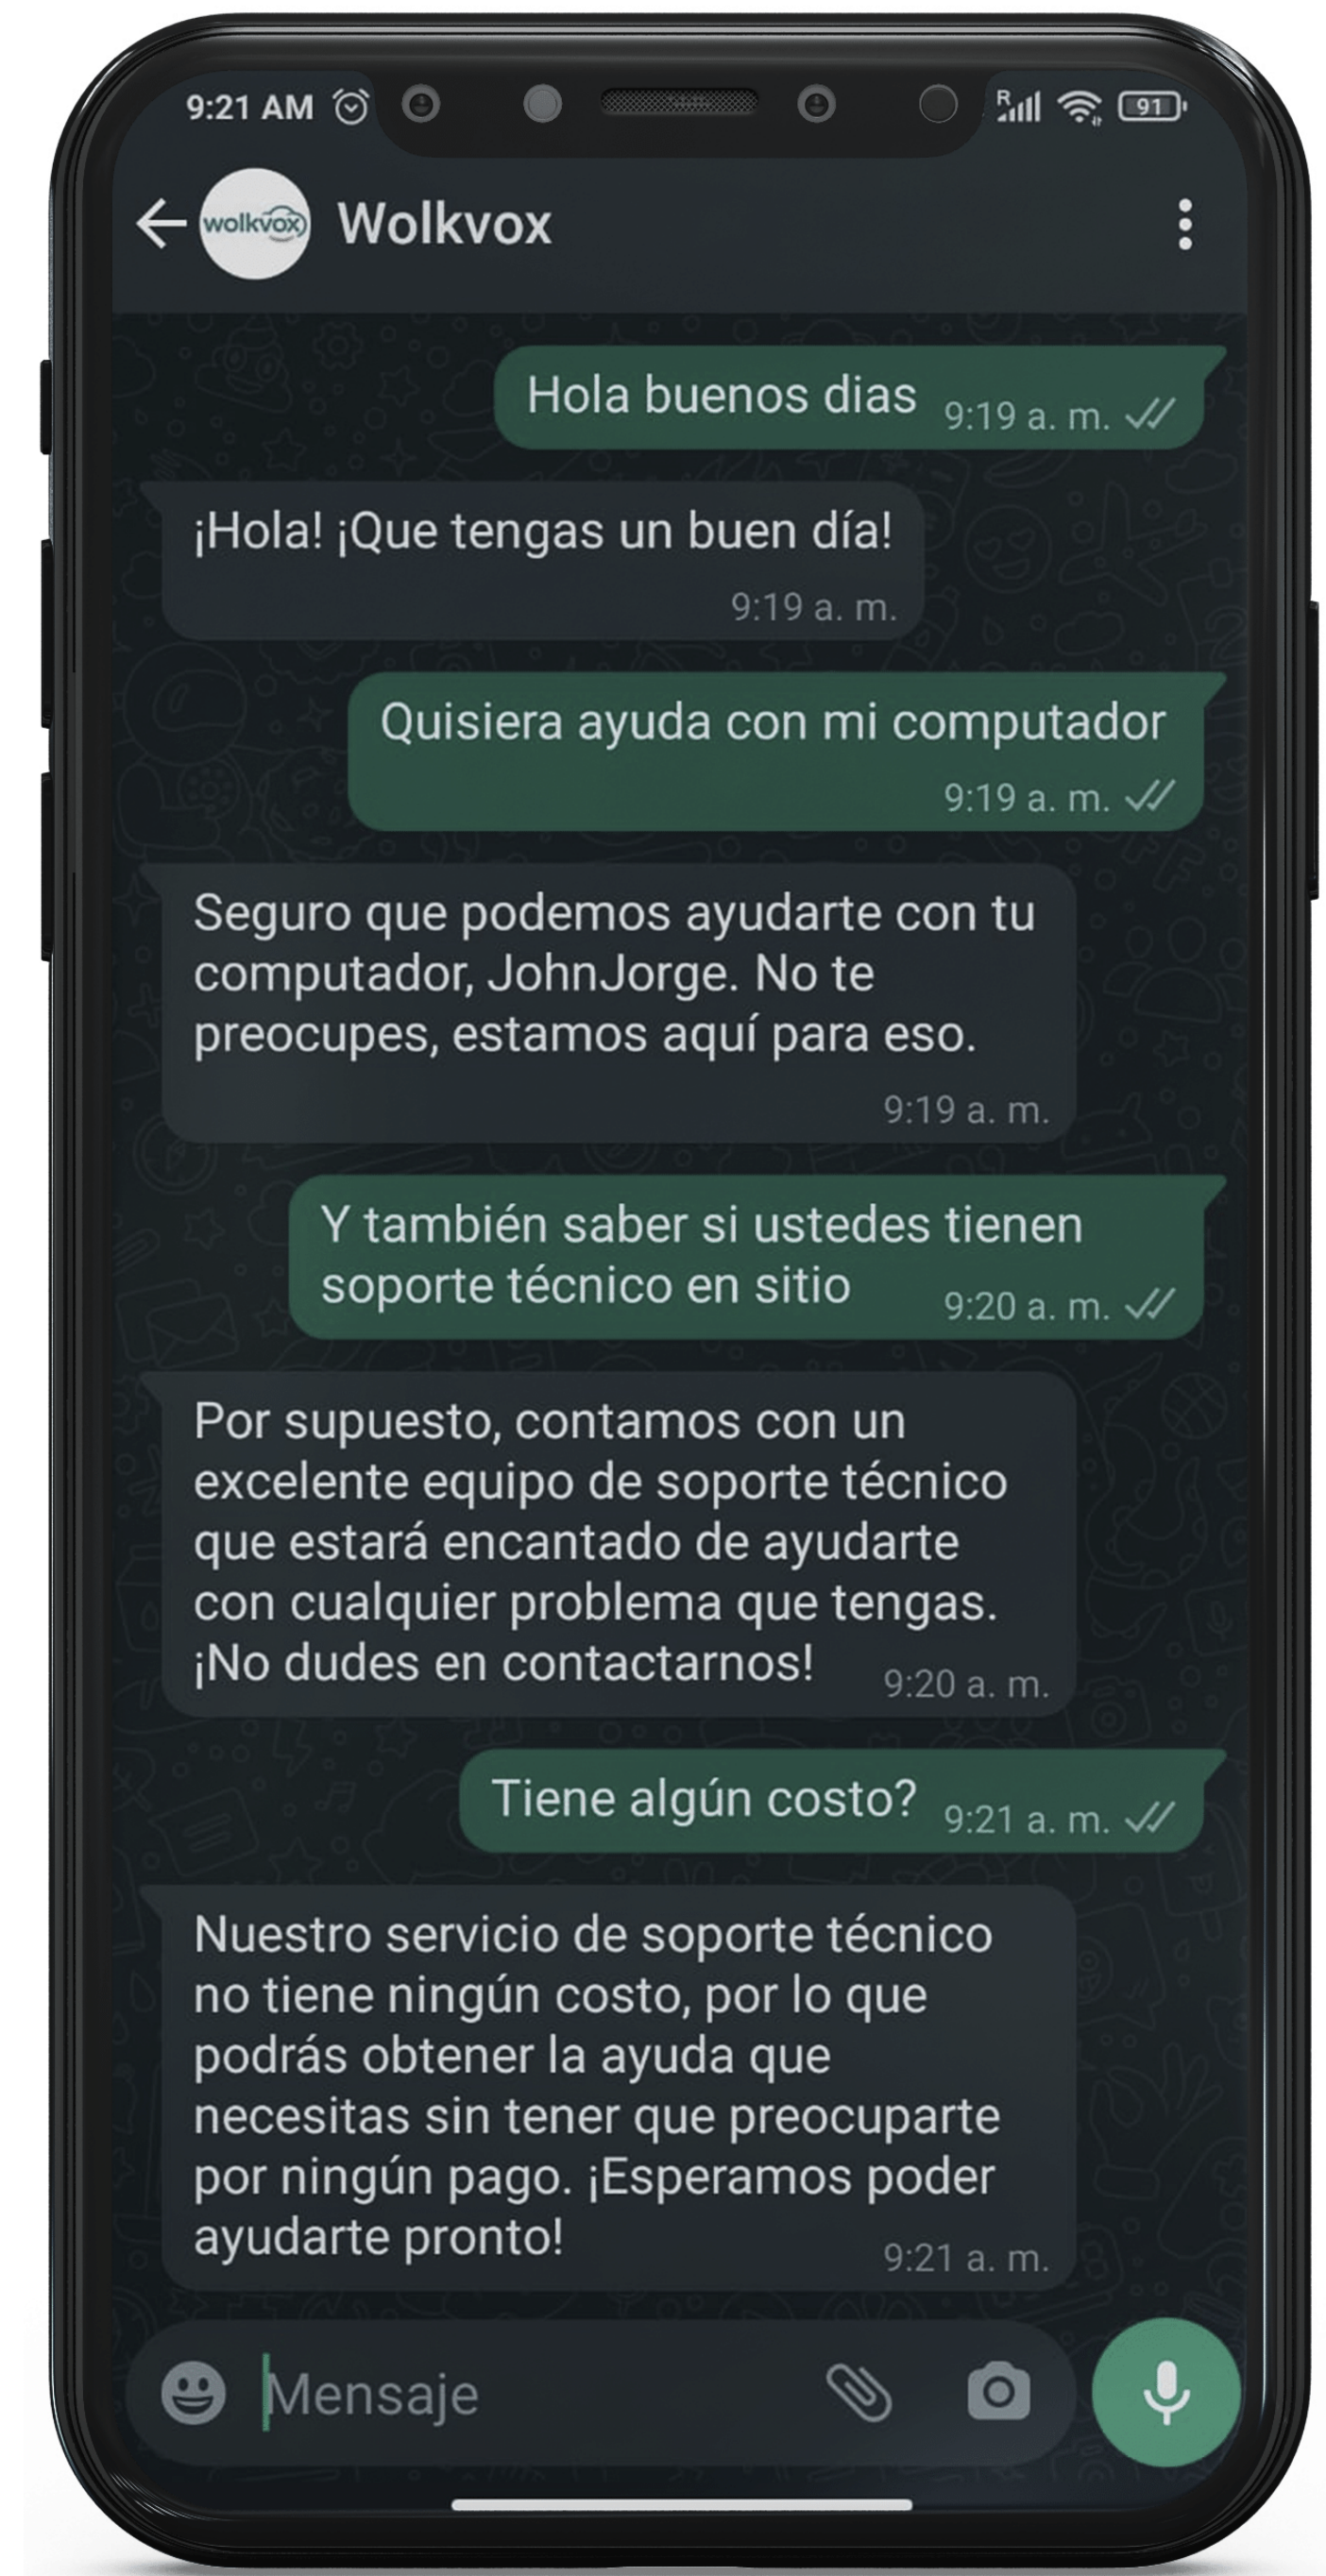 9:21 AM R 91
wolkvox Wolkvox
Hola buenos dias 9:19 a. m.
¡Hola! ¡Que tengas un buen día!
9:19 a. m.
Quisiera ayuda con mi computador
9:19 a. m.
Seguro que podemos ayudarte con tu
computador, JohnJorge. No te
preocupes, estamos aquí para eso.
9:19 a. m.
Y también saber si ustedes tienen
soporte técnico en sitio 9:20 a. m.
Por supuesto, contamos con un
excelente equipo de soporte técnico
que estará encantado de ayudarte
con cualquier problema que tengas.
¡No dudes en contactarnos! 9:20 a. m.
Tiene algún costo? 9:21 a. m.
Nuestro servicio de soporte técnico
no tiene ningún costo, por lo que
podrás obtener la ayuda que
necesitas sin tener que preocuparte
por ningún pago. ¡Esperamos poder
ayudarte pronto! 9:21 a. m.
Mensaje